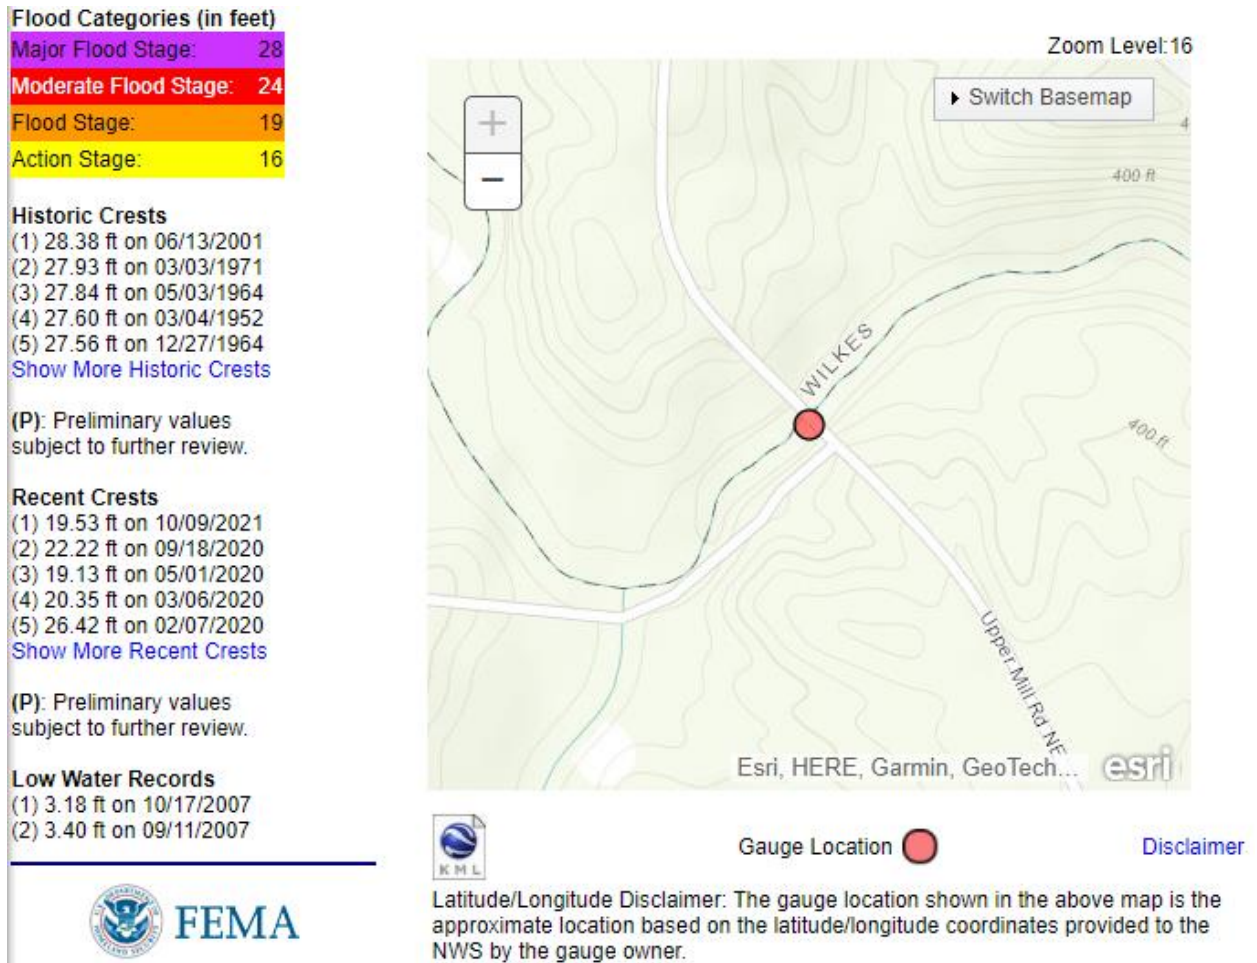 Flood Categories (in feet)
Major Flood Stage: 28
Moderate Flood Stage: 24
Flood Stage: 19
Action Stage: 16
Historic Crests
(1) 28.38 ft on 06/13/2001
(2) 27.93 ft on 03/03/1971
(3) 27.84 ft on 05/03/1964
(4) 27.60 ft on 03/04/1952
(5) 27.56 ft on 12/27/1964
Show More Historic Crests
(P): Preliminary values
subject to further review.
Recent Crests
(1) 19.53 ft on 10/09/2021
(2) 22.22 ft on 09/18/2020
(3) 19.13 ft on 05/01/2020
(4) 20.35 ft on 03/06/2020
(5) 26.42 ft on 02/07/2020
Show More Recent Crests
(P): Preliminary values
subject to further review.
Low Water Records
(1) 3.18 ft on 10/17/2007
(2) 3.40 ft on 09/11/2007
FEMA
Zoom Level:16
+
−
Switch Basemap
4
400 ft
WILKES
400 ft
Upper Mill Rd NE
Esri, HERE, Garmin, GeoTech...
esri
KML
Gauge Location
Disclaimer
Latitude/Longitude Disclaimer: The gauge location shown in the above map is the
approximate location based on the latitude/longitude coordinates provided to the
NWS by the gauge owner.